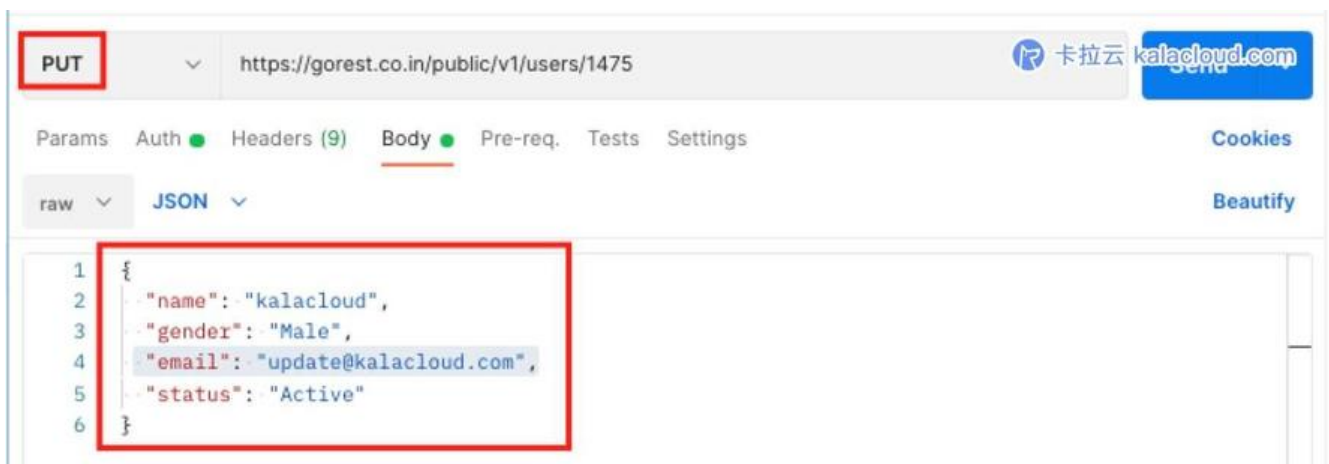 PUT https://gorest.co.in/public/v1/users/1475 卡拉云 kalacloud.com Send
Params Auth Headers (9) Body Pre-req. Tests Settings Cookies
raw JSON Beautify
1 {
2 "name": "kalacloud",
3 "gender": "Male",
4 "email": "update@kalacloud.com",
5 "status": "Active"
6 }